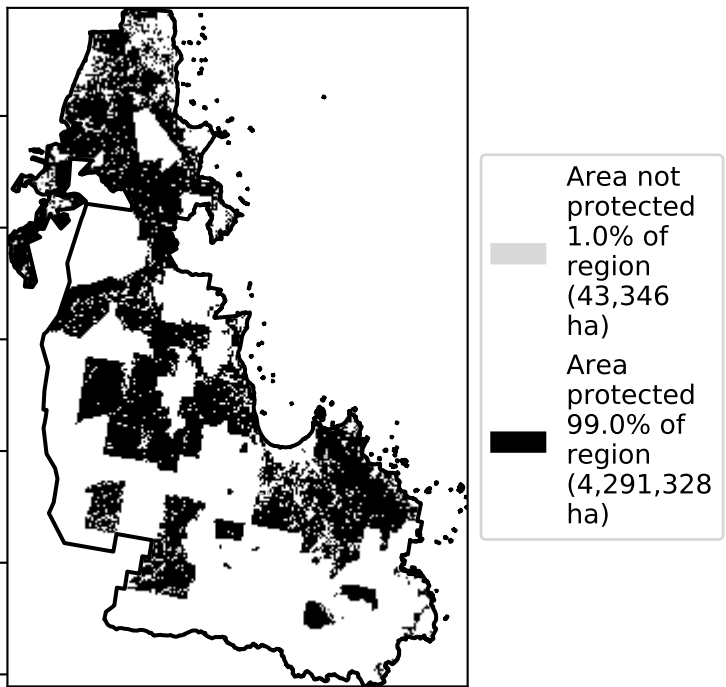 Area not
protected
1.0% of
region
(43,346
ha)
Area
protected
99.0% of
region
(4,291,328
ha)